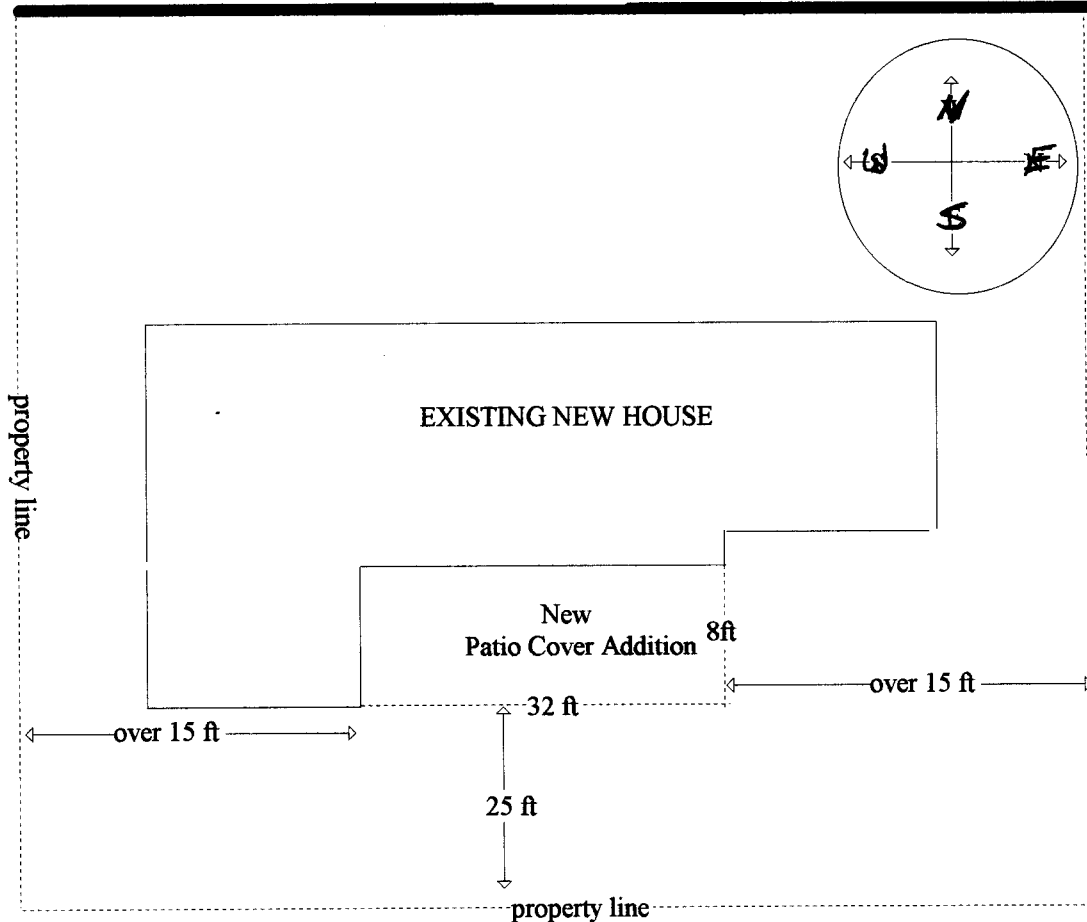 N
W
E
S
property line
EXISTING NEW HOUSE
New
Patio Cover Addition
8ft
over 15 ft
32 ft
over 15 ft
25 ft
property line